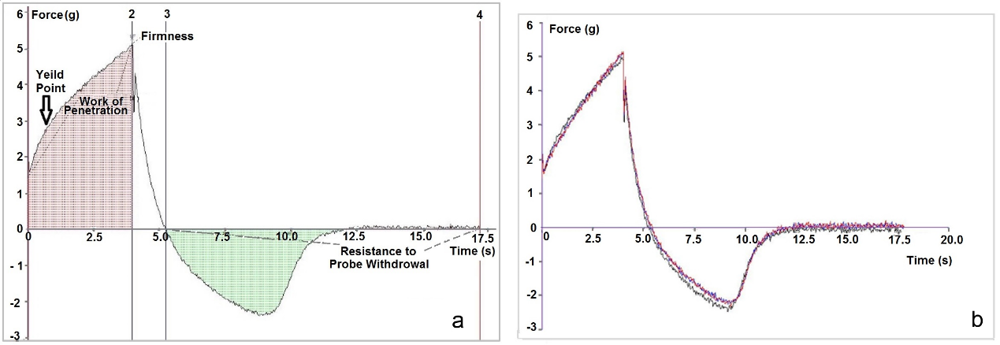 6 Force (g) 2 3 4
Firmness
5
Yeild
Point
4
Work of
Penetration
3
2
1
0
0 2.5 5.0 7.5 10.0 12.5 15.0 17.5
Resistance to
Probe Withdrawal
Time (s)
-1
-2
-3
a
6 Force (g)
5
4
3
2
1
0
0 2.5 5.0 7.5 10.0 12.5 15.0 17.5 20.0
Time (s)
-1
-2
-3
b